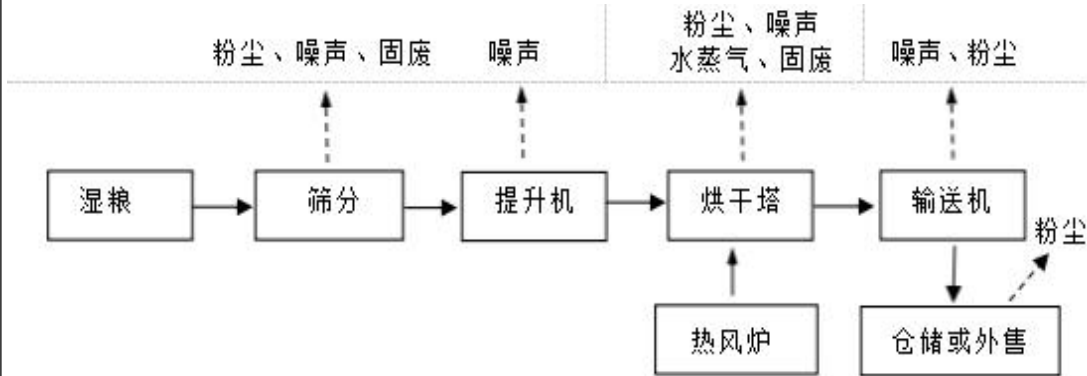 粉尘、噪声、固废
噪声
粉尘、噪声
水蒸气、固废
噪声、粉尘
湿粮
筛分
提升机
烘干塔
输送机
粉尘
热风炉
仓储或外售